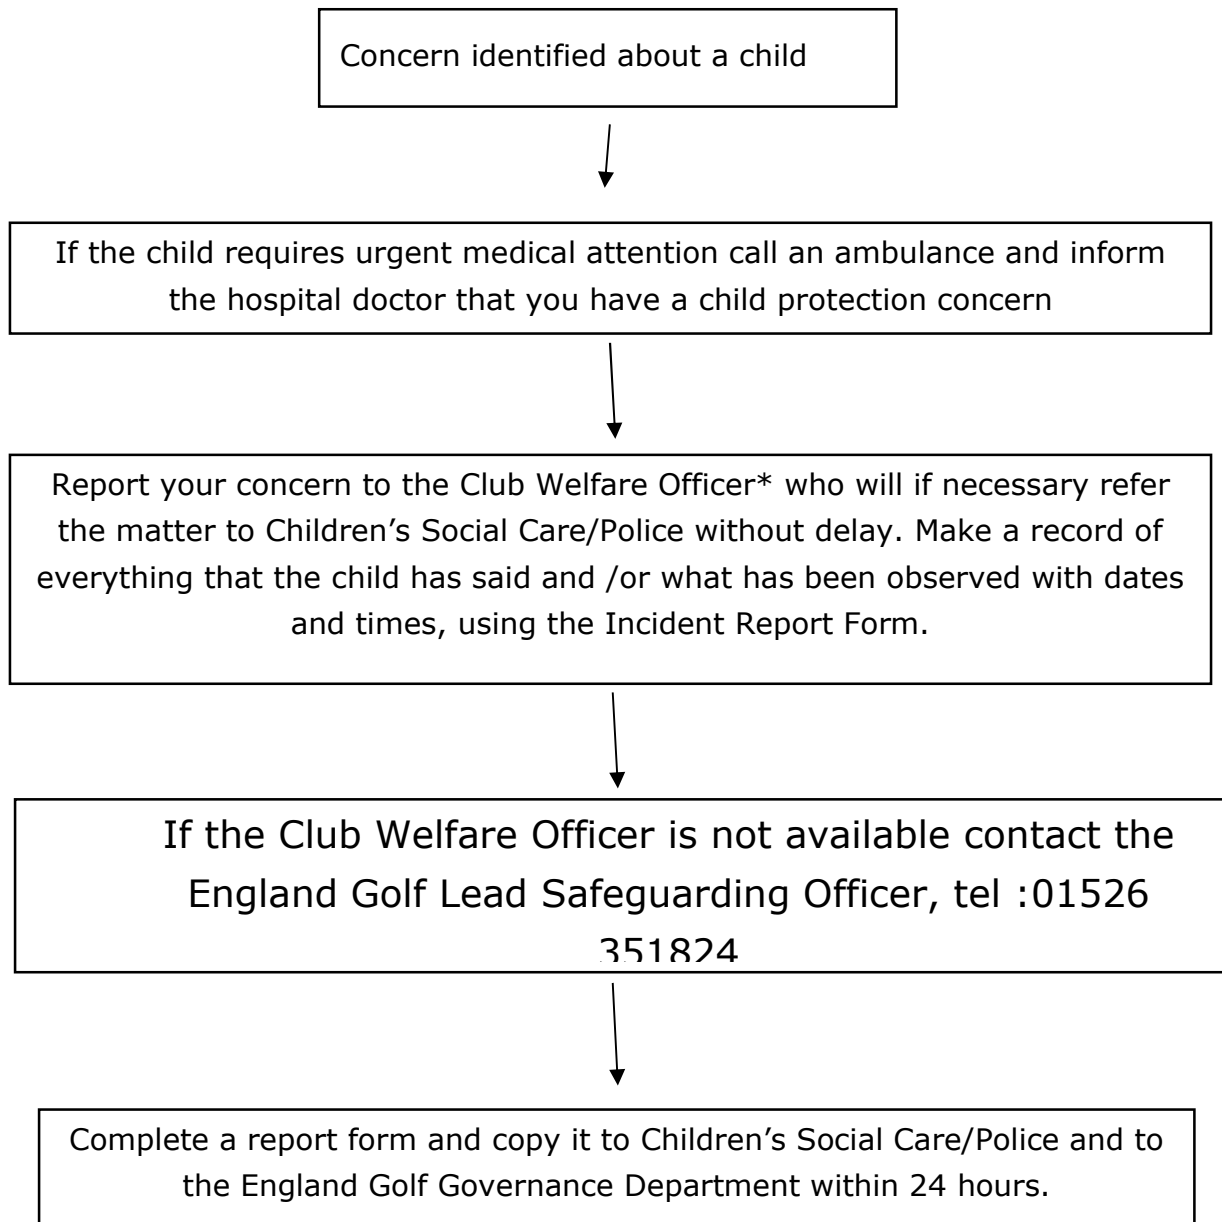 Concern identified about a child
If the child requires urgent medical attention call an ambulance and inform
the hospital doctor that you have a child protection concern
Report your concern to the Club Welfare Officer* who will if necessary refer
the matter to Children’s Social Care/Police without delay. Make a record of
everything that the child has said and /or what has been observed with dates
and times, using the Incident Report Form.
If the Club Welfare Officer is not available contact the
England Golf Lead Safeguarding Officer, tel :01526
351824
Complete a report form and copy it to Children’s Social Care/Police and to
the England Golf Governance Department within 24 hours.